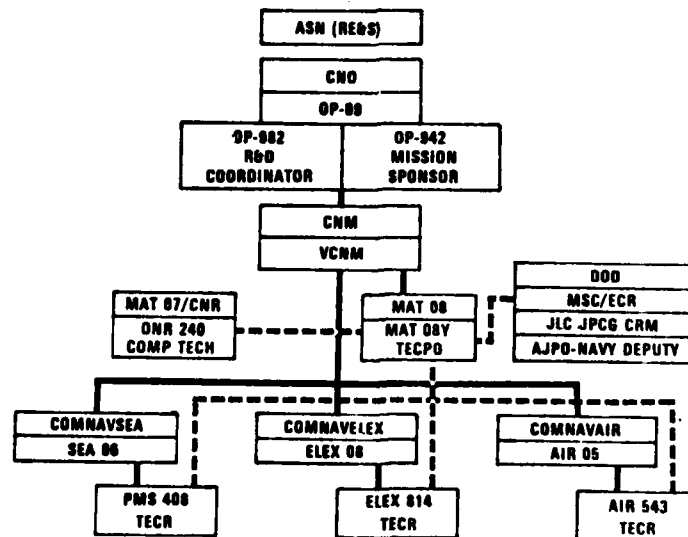 ASN (RE&S)
CNO
OP-98
OP-982
R&D
COORDINATOR
OP-942
MISSION
SPONSOR
CNM
VCNM
MAT 07/CNR
ONR 240
COMP TECH
MAT 08
MAT 08Y
TECPO
DOD
MSC/ECR
JLC JPCG CRM
AJPO-NAVY DEPUTY
COMNAVSEA
SEA 06
COMNAVELEX
ELEX 08
COMNAVAIR
AIR 05
PMS 408
TECR
ELEX 814
TECR
AIR 543
TECR